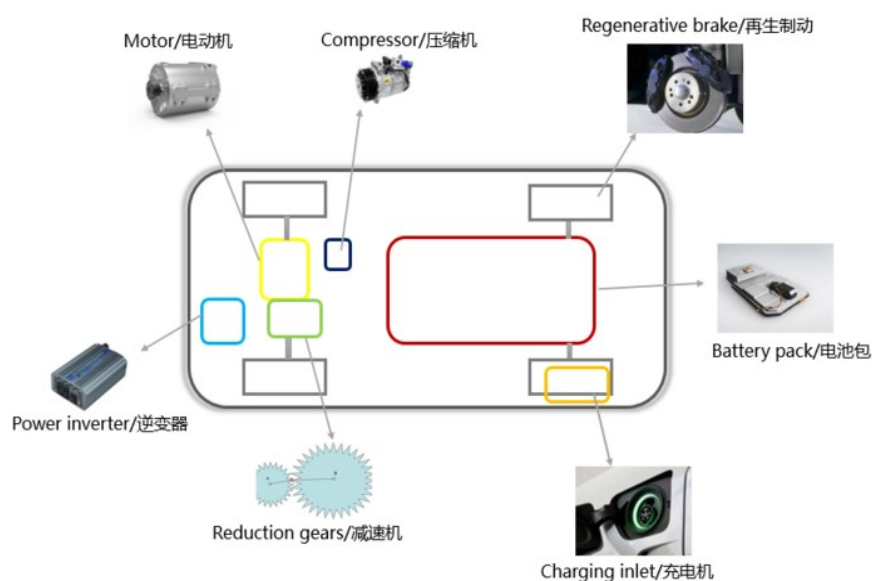 Motor/电动机
Compressor/压缩机
Regenerative brake/再生制动
Battery pack/电池包
Power inverter/逆变器
Reduction gears/减速机
Charging inlet/充电机